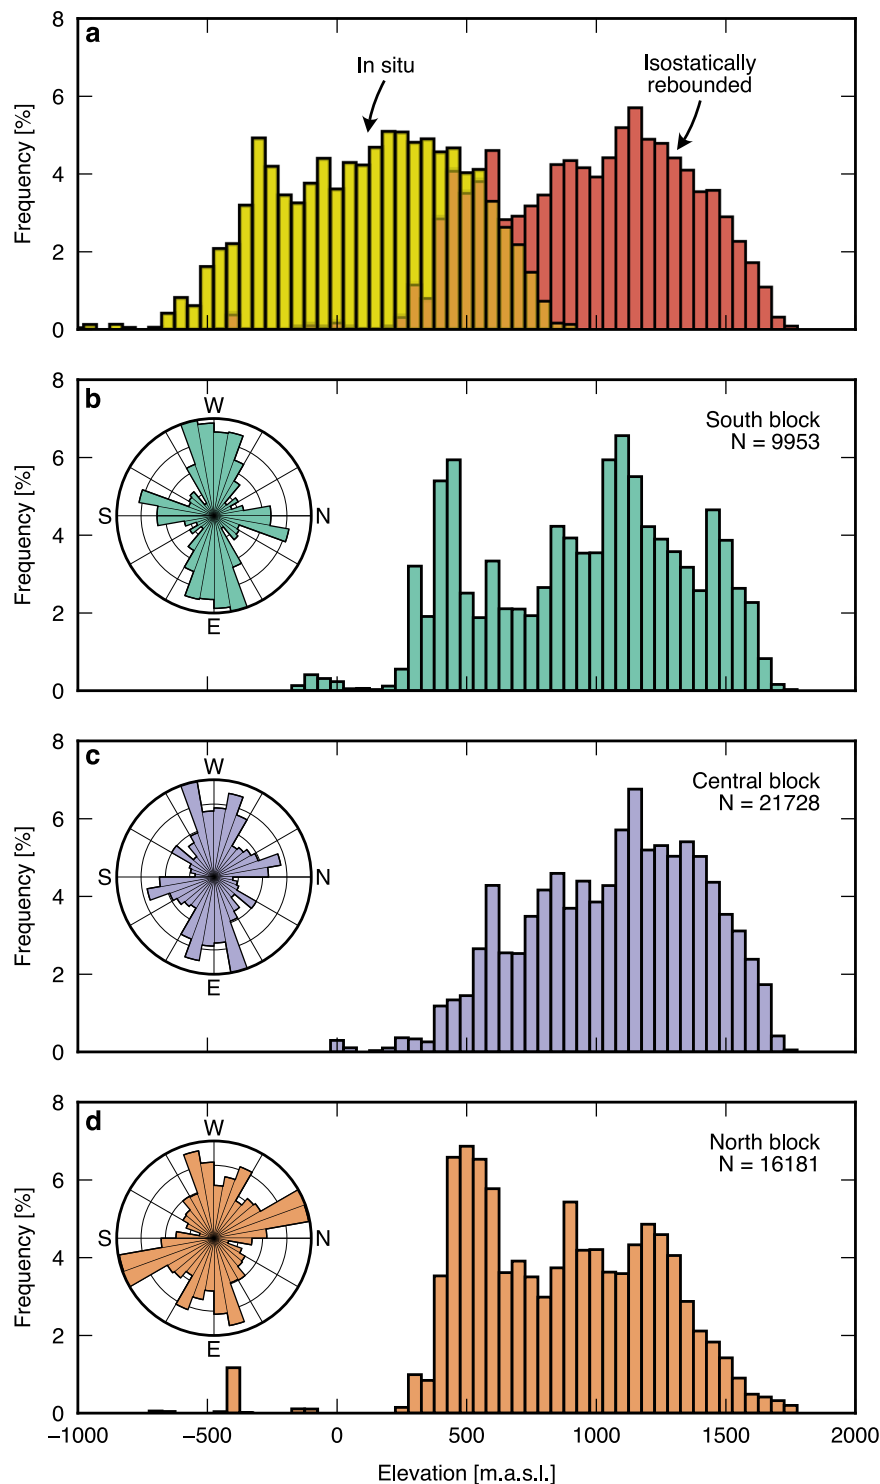 a
8
6
4
2
0
Frequency [%]
In situ
Isostatically
rebounded
b
8
6
4
2
0
Frequency [%]
W
S
N
E
South block
N = 9953
c
8
6
4
2
0
Frequency [%]
W
S
N
E
Central block
N = 21728
d
8
6
4
2
0
Frequency [%]
W
S
N
E
North block
N = 16181
−1000 −500 0 500 1000 1500 2000
Elevation [m.a.s.l.]